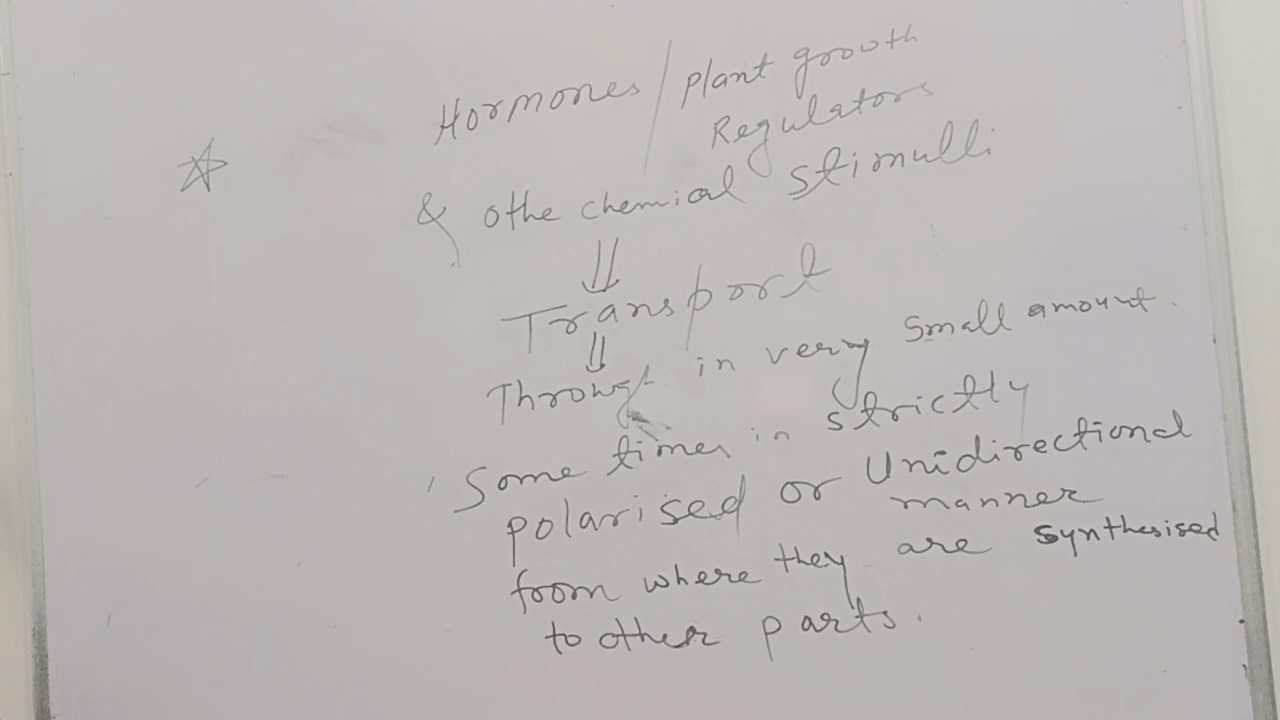 Hormones / plant growth
Regulators
& othe chemical stimulli
⇓
Transport
⇓
Through in very small amount.
Some times in strictly
polarised or Unidirectional
manner
from where they are synthesised
to other parts.